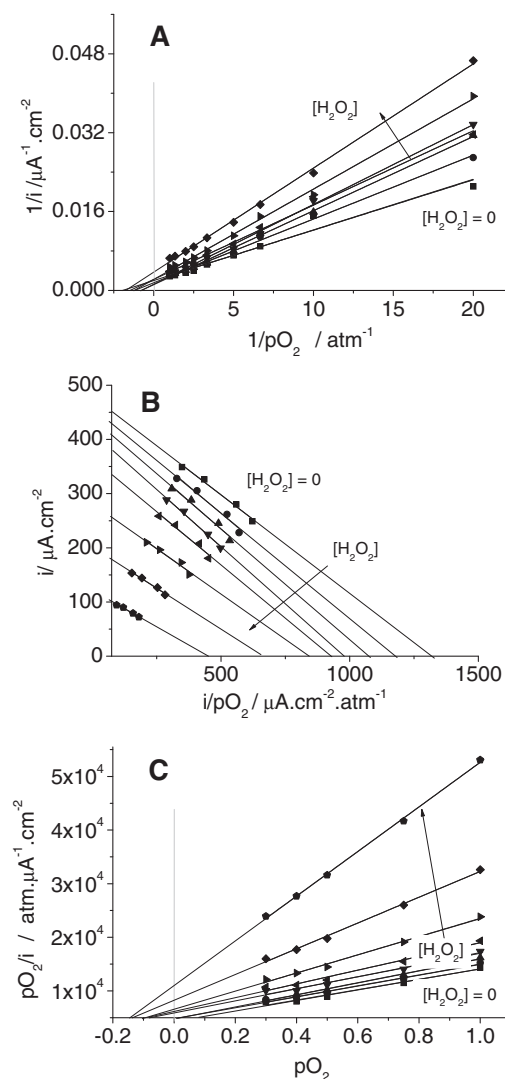 A
0.048
0.032
0.016
0.000
1/i /μA⁻¹.cm⁻²
[H₂O₂]
[H₂O₂] = 0
0
5
10
15
20
1/pO₂ / atm⁻¹
B
500
400
300
200
100
0
i/ μA.cm⁻²
[H₂O₂] = 0
[H₂O₂]
500
1000
1500
i/pO₂/ μA.cm⁻².atm⁻¹
C
5x10⁴
4x10⁴
3x10⁴
2x10⁴
1x10⁴
pO₂/i / atm.μA⁻¹.cm⁻²
[H₂O₂]
[H₂O₂] = 0
-0.2
0.0
0.2
0.4
0.6
0.8
1.0
pO₂